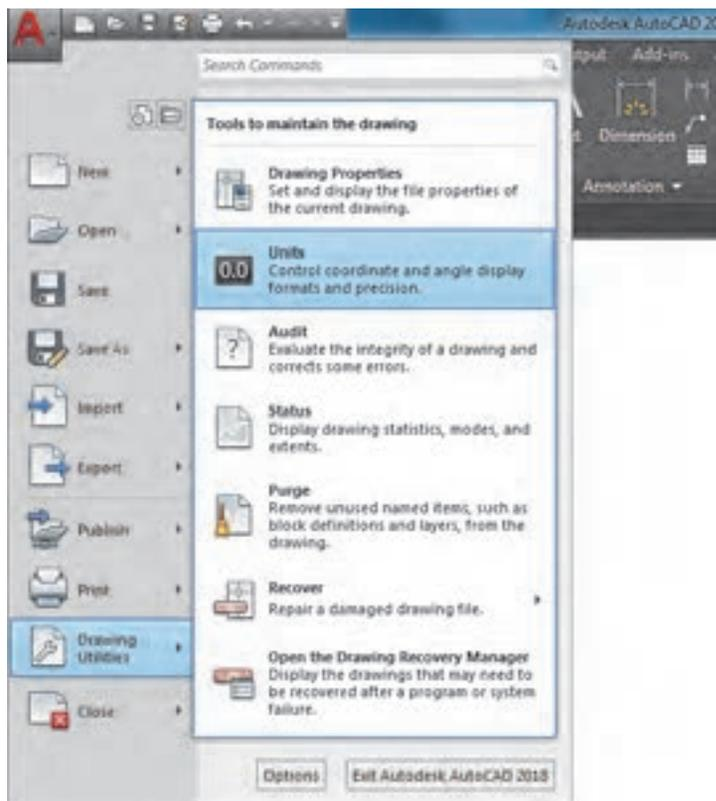 Autodesk AutoCAD 20
Search Commands
tput Add-ins
Dimension
Annotation
Tools to maintain the drawing
New
Open
Save
Save As
Import
Export
Publish
Print
Drawing
Utilities
Close
Drawing Properties
Set and display the file properties of
the current drawing.
0.0
Units
Control coordinate and angle display
formats and precision.
Audit
Evaluate the integrity of a drawing and
corrects some errors.
Status
Display drawing statistics, modes, and
extents.
Purge
Remove unused named items, such as
block definitions and layers, from the
drawing.
Recover
Repair a damaged drawing file.
Open the Drawing Recovery Manager
Display the drawings that may need to
be recovered after a program or system
failure.
Options
Exit Autodesk AutoCAD 2018